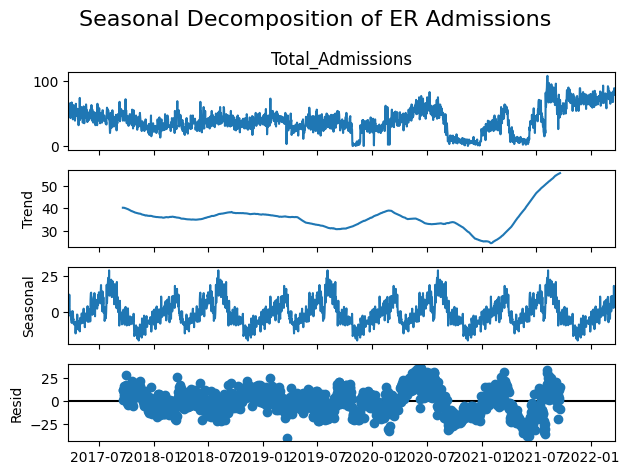 Seasonal Decomposition of ER Admissions
Total_Admissions
100
0
Trend
50
40
30
Seasonal
25
0
Resid
25
0
−25
2017-07 2018-01 2018-07 2019-01 2019-07 2020-01 2020-07 2021-01 2021-07 2022-01